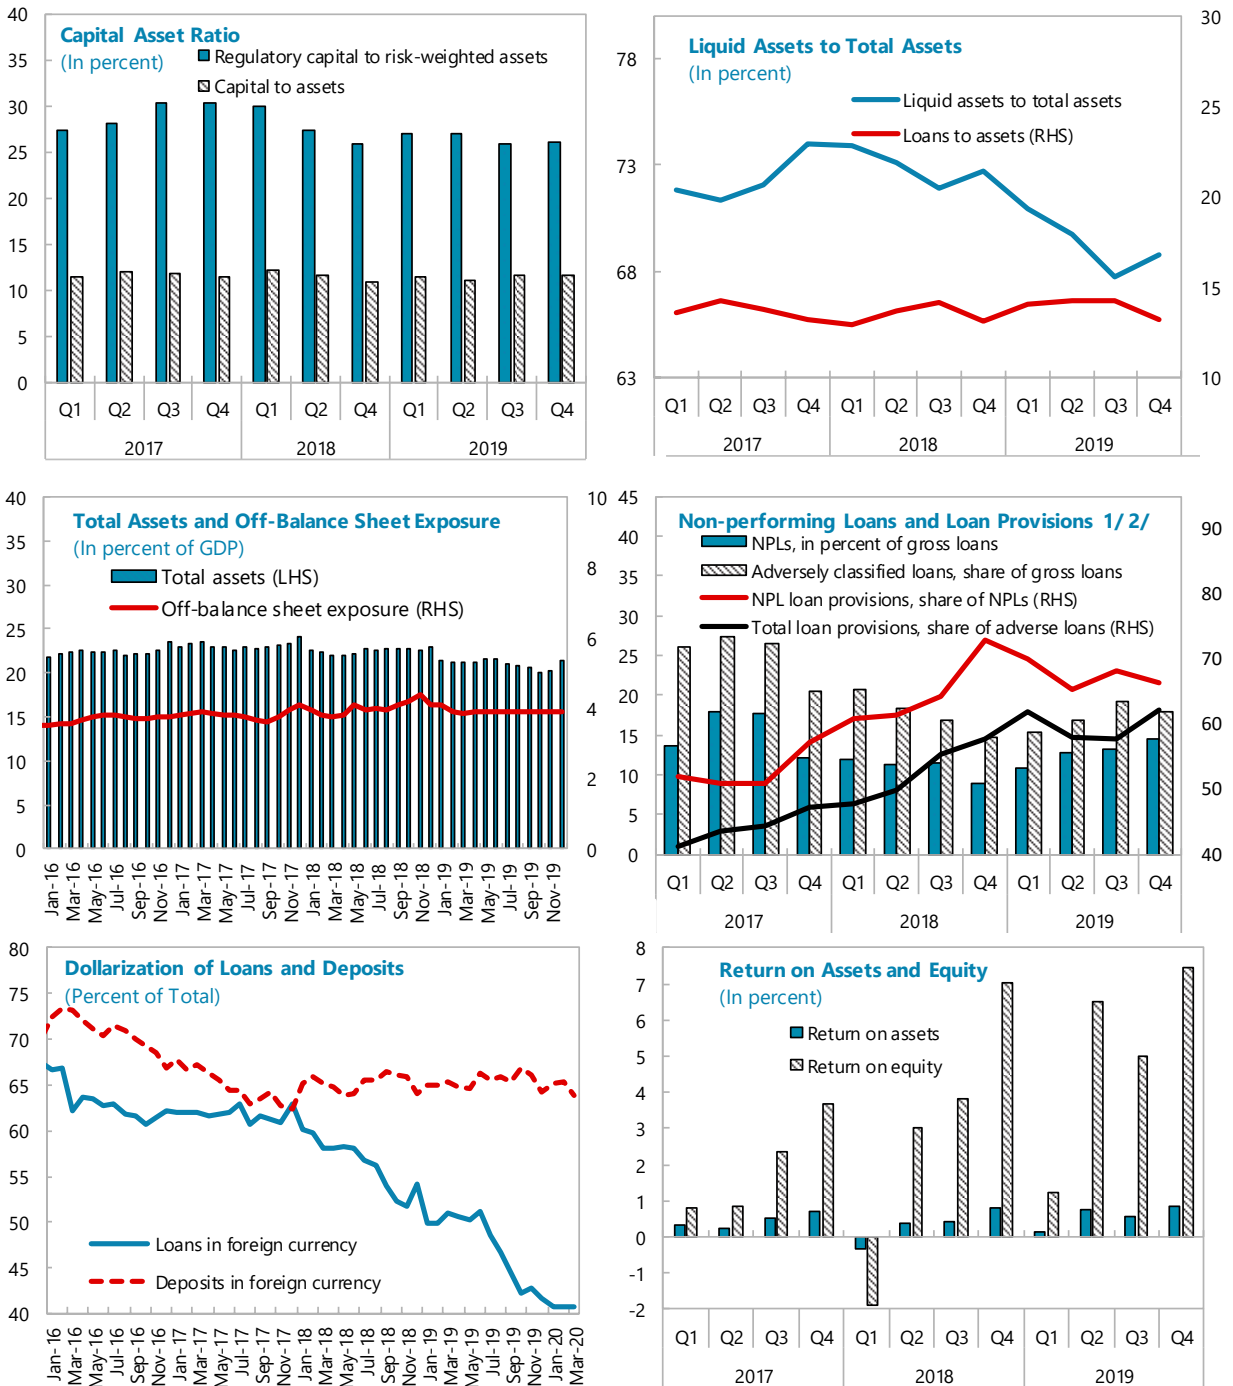 Capital Asset Ratio
(In percent)
Regulatory capital to risk-weighted assets
Capital to assets
40
35
30
25
20
15
10
5
0
Q1 Q2 Q3 Q4 Q1 Q2 Q4 Q1 Q2 Q3 Q4
2017 2018 2019
Liquid Assets to Total Assets
(In percent)
Liquid assets to total assets
Loans to assets (RHS)
78
73
68
63
30
25
20
15
10
Q1 Q2 Q3 Q4 Q1 Q2 Q3 Q4 Q1 Q2 Q3 Q4
2017 2018 2019
Total Assets and Off-Balance Sheet Exposure
(In percent of GDP)
Total assets (LHS)
Off-balance sheet exposure (RHS)
40
35
30
25
20
15
10
5
0
10
8
6
4
2
0
Jan-16 Mar-16 May-16 Jul-16 Sep-16 Nov-16 Jan-17 Mar-17 May-17 Jul-17 Sep-17 Nov-17 Jan-18 Mar-18 May-18 Jul-18 Sep-18 Nov-18 Jan-19 Mar-19 May-19 Jul-19 Sep-19 Nov-19
Non-performing Loans and Loan Provisions 1/ 2/
NPLs, in percent of gross loans
Adversely classified loans, share of gross loans
NPL loan provisions, share of NPLs (RHS)
Total loan provisions, share of adverse loans (RHS)
45
40
35
30
25
20
15
10
5
0
90
80
70
60
50
40
Q1 Q2 Q3 Q4 Q1 Q2 Q3 Q4 Q1 Q2 Q3 Q4
2017 2018 2019
Dollarization of Loans and Deposits
(Percent of Total)
Loans in foreign currency
Deposits in foreign currency
80
75
70
65
60
55
50
45
40
Jan-16 Mar-16 May-16 Jul-16 Sep-16 Nov-16 Jan-17 Mar-17 May-17 Jul-17 Sep-17 Nov-17 Jan-18 Mar-18 May-18 Jul-18 Sep-18 Nov-18 Jan-19 Mar-19 May-19 Jul-19 Sep-19 Nov-19 Jan-20 Mar-20
Return on Assets and Equity
(In percent)
Return on assets
Return on equity
8
7
6
5
4
3
2
1
0
-1
-2
Q1 Q2 Q3 Q4 Q1 Q2 Q3 Q4 Q1 Q2 Q3 Q4
2017 2018 2019